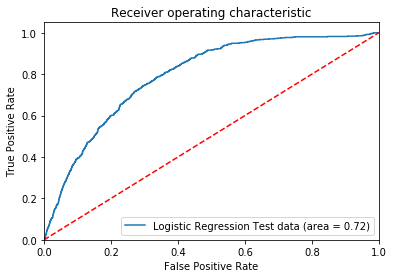 Receiver operating characteristic
True Positive Rate
1.0
0.8
0.6
0.4
0.2
0.0
Logistic Regression Test data (area = 0.72)
0.0 0.2 0.4 0.6 0.8 1.0
False Positive Rate